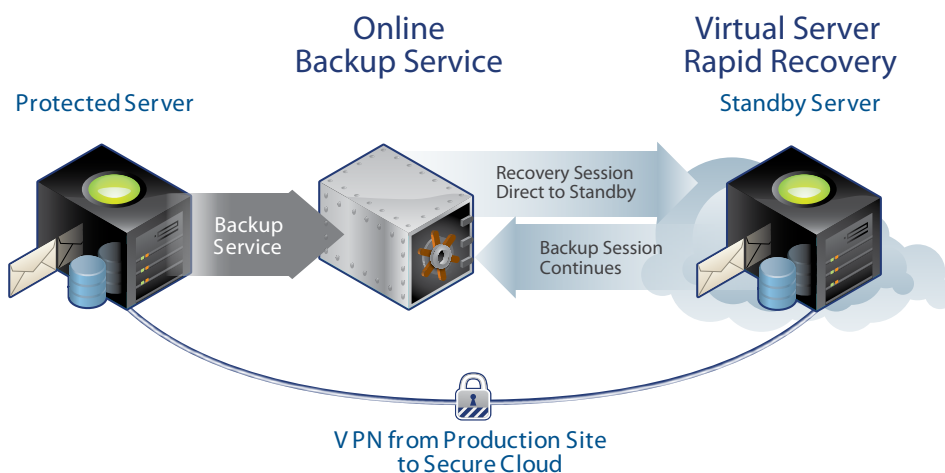 Online
Backup Service
Virtual Server
Rapid Recovery
Protected Server
Standby Server
Recovery Session
Direct to Standby
Backup
Service
Backup Session
Continues
VPN from Production Site
to Secure Cloud